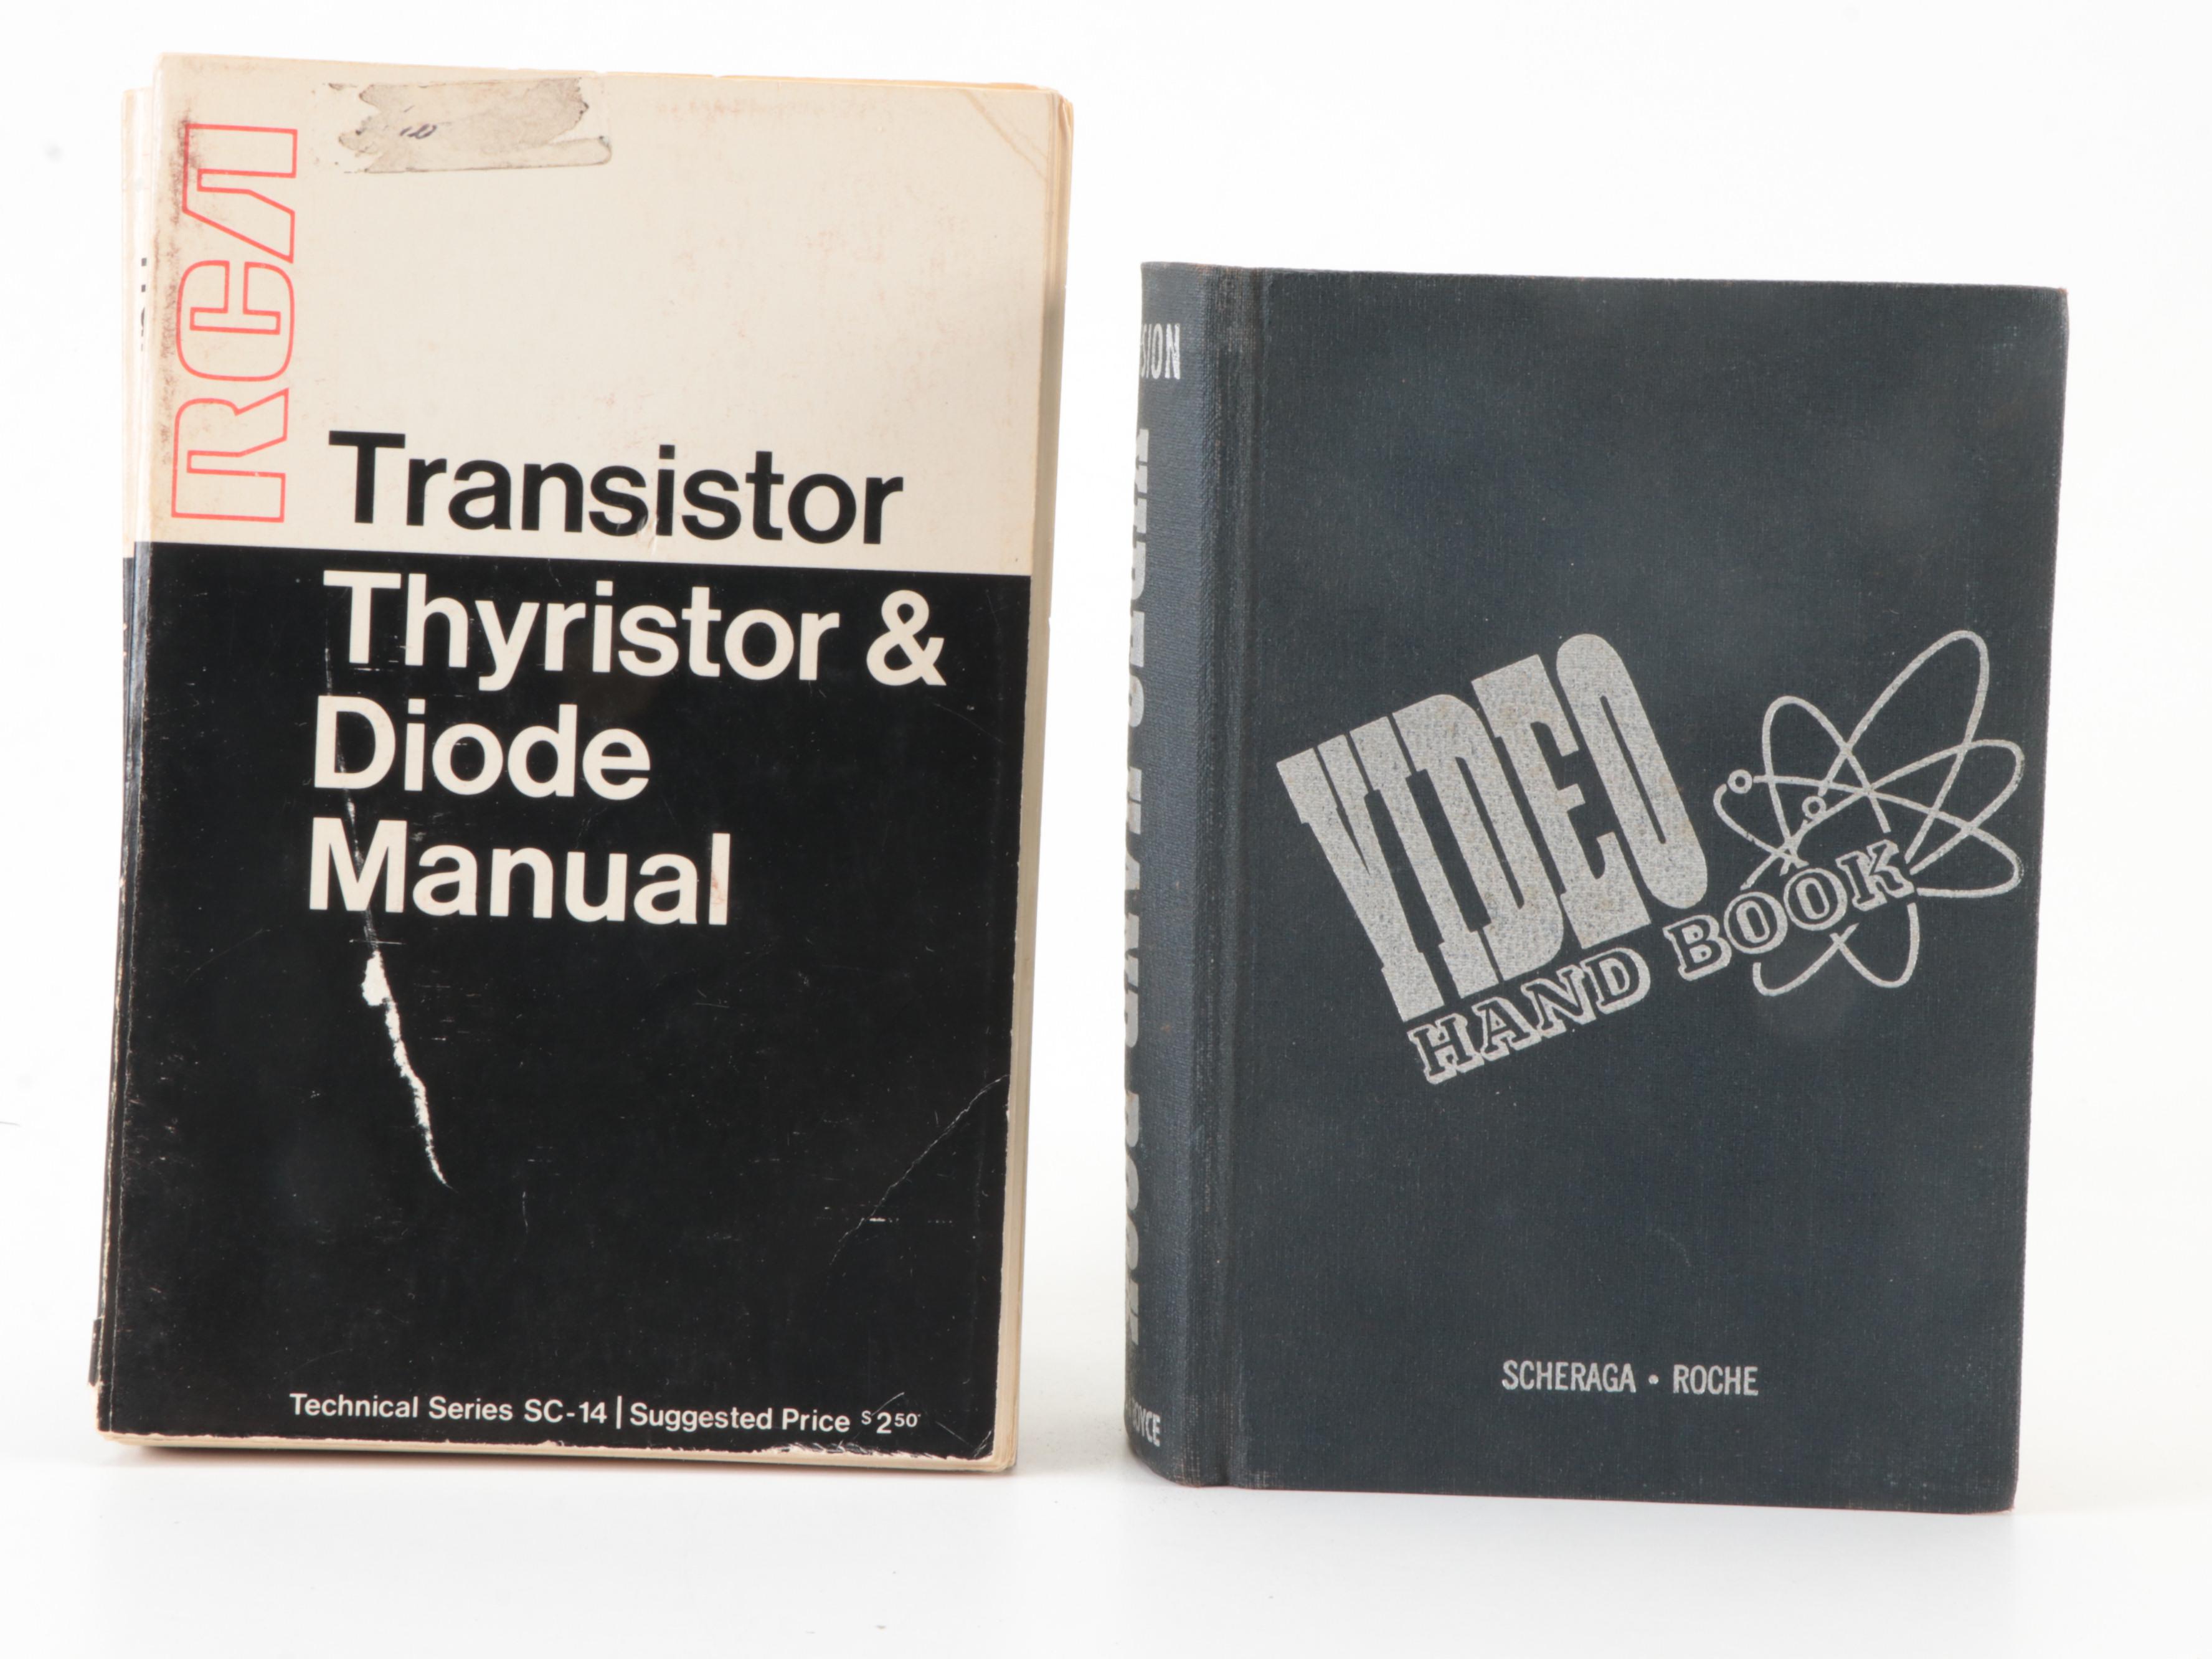 RCA
Transistor
Thyristor &
Diode
Manual
Technical Series SC-14 | Suggested Price $2.50
VIDEO
HAND BOOK
SCHERAGA • ROCHE